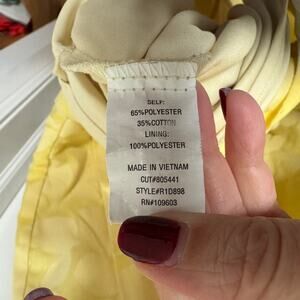 SELF:
65%POLYESTER
35%COTTON
LINING:
100%POLYESTER
MADE IN VIETNAM
CUT#805441
STYLE#R1D898
RN#109603